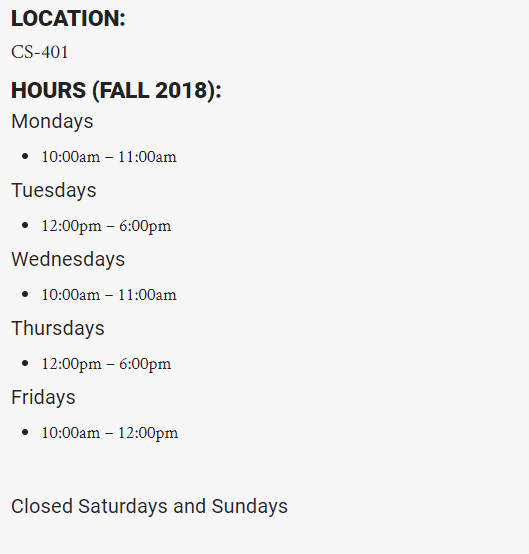 LOCATION:
CS-401
HOURS (FALL 2018):
Mondays
• 10:00am – 11:00am
Tuesdays
• 12:00pm – 6:00pm
Wednesdays
• 10:00am – 11:00am
Thursdays
• 12:00pm – 6:00pm
Fridays
• 10:00am – 12:00pm
Closed Saturdays and Sundays